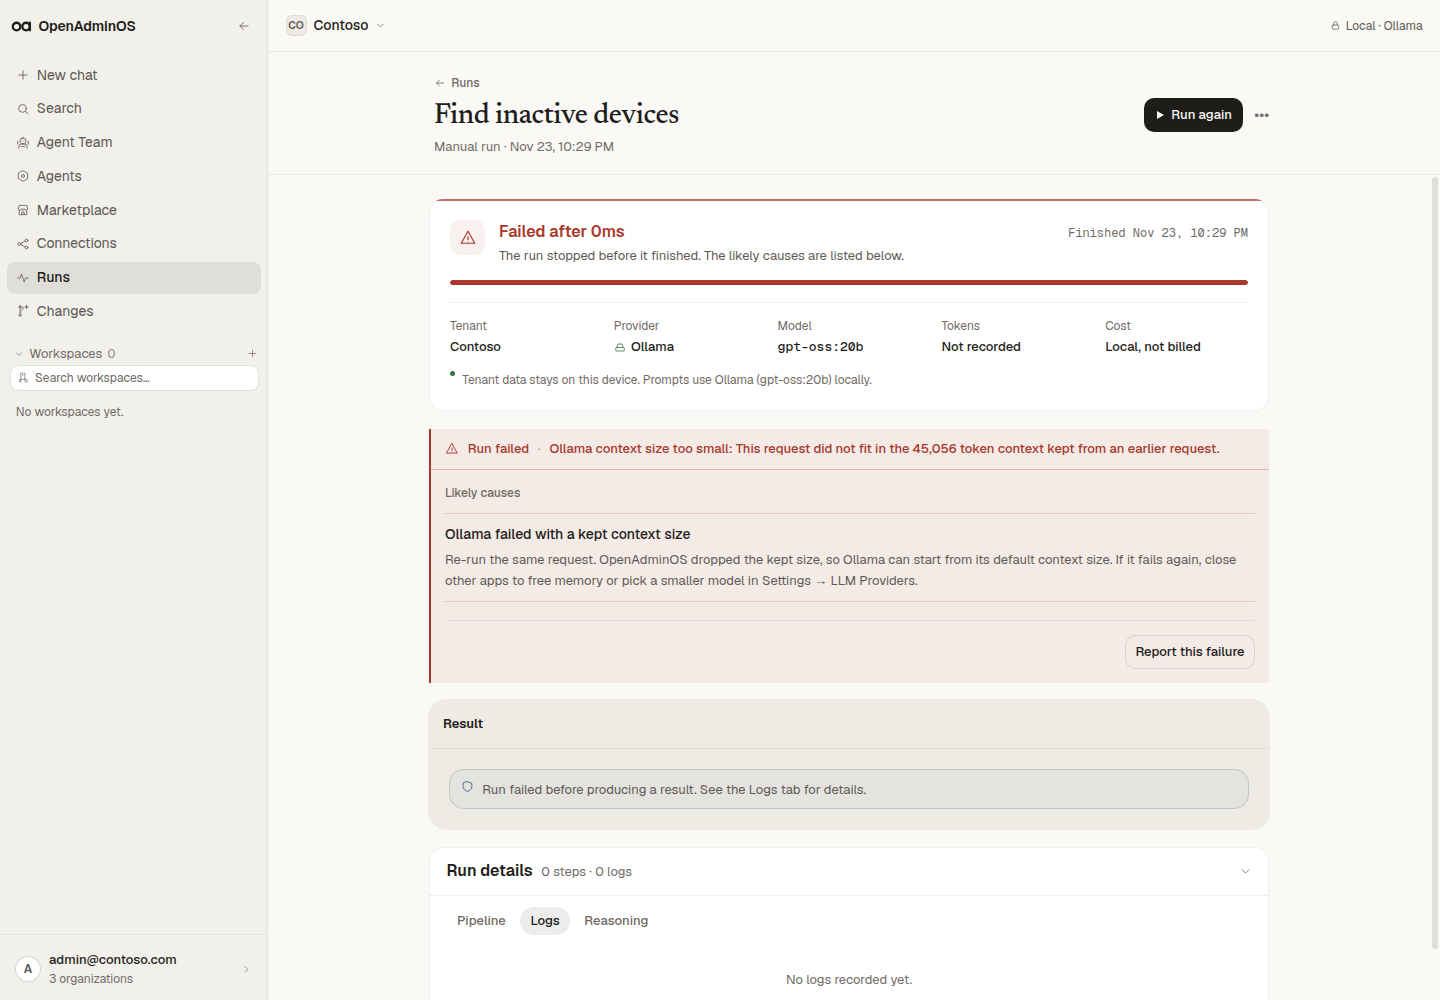 OpenAdminOS
New chat
Search
Agent Team
Agents
Marketplace
Connections
Runs
Changes
Workspaces 0
Search workspaces...
No workspaces yet.
A
admin@contoso.com
3 organizations
CO Contoso
Local · Ollama
Runs
Find inactive devices
Manual run · Nov 23, 10:29 PM
Run again
Failed after 0ms
Finished Nov 23, 10:29 PM
The run stopped before it finished. The likely causes are listed below.
Tenant Provider Model Tokens Cost
Contoso Ollama gpt-oss:20b Not recorded Local, not billed
Tenant data stays on this device. Prompts use Ollama (gpt-oss:20b) locally.
Run failed · Ollama context size too small: This request did not fit in the 45,056 token context kept from an earlier request.
Likely causes
Ollama failed with a kept context size
Re-run the same request. OpenAdminOS dropped the kept size, so Ollama can start from its default context size. If it fails again, close
other apps to free memory or pick a smaller model in Settings → LLM Providers.
Report this failure
Result
Run failed before producing a result. See the Logs tab for details.
Run details 0 steps · 0 logs
Pipeline Logs Reasoning
No logs recorded yet.